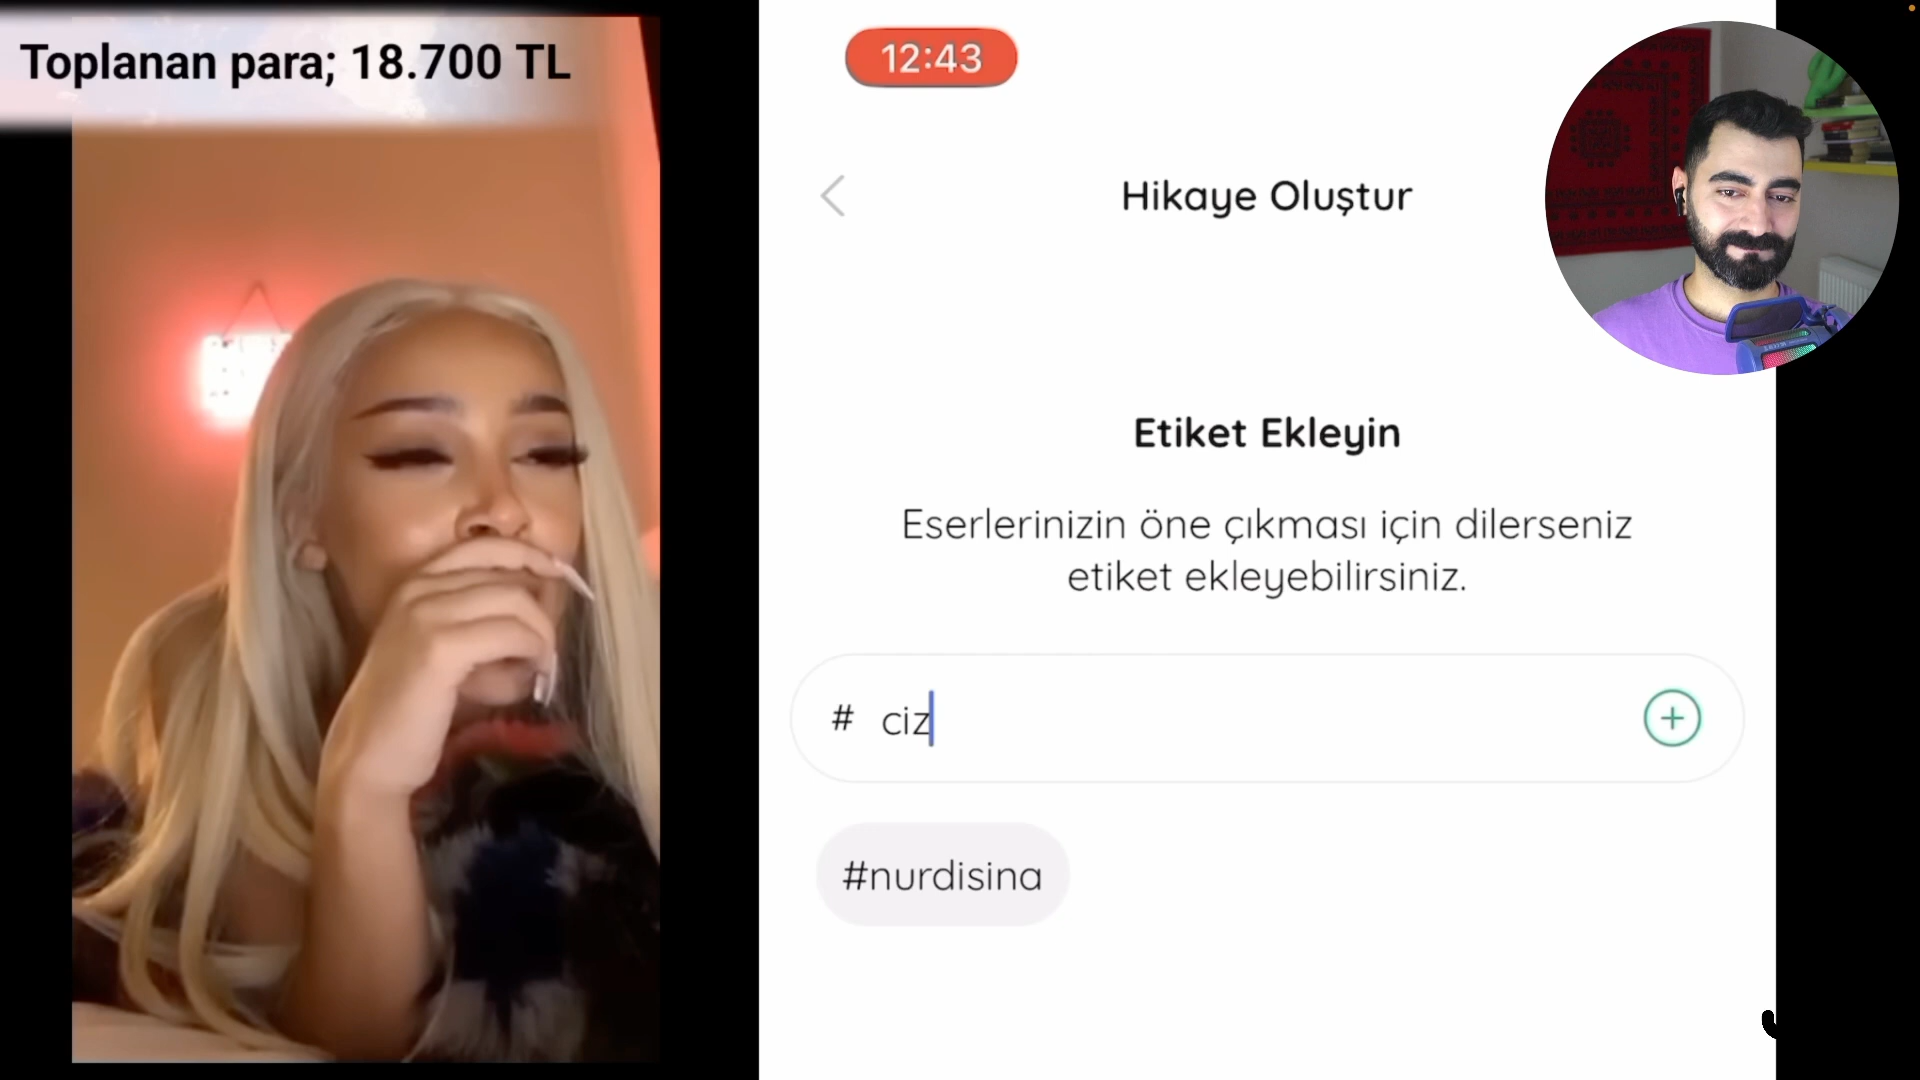 Toplanan para; 18.700 TL
12:43
Hikaye Oluştur
Etiket Ekleyin
Eserlerinizin öne çıkması için dilerseniz
etiket ekleyebilirsiniz.
# ciz
#nurdisina